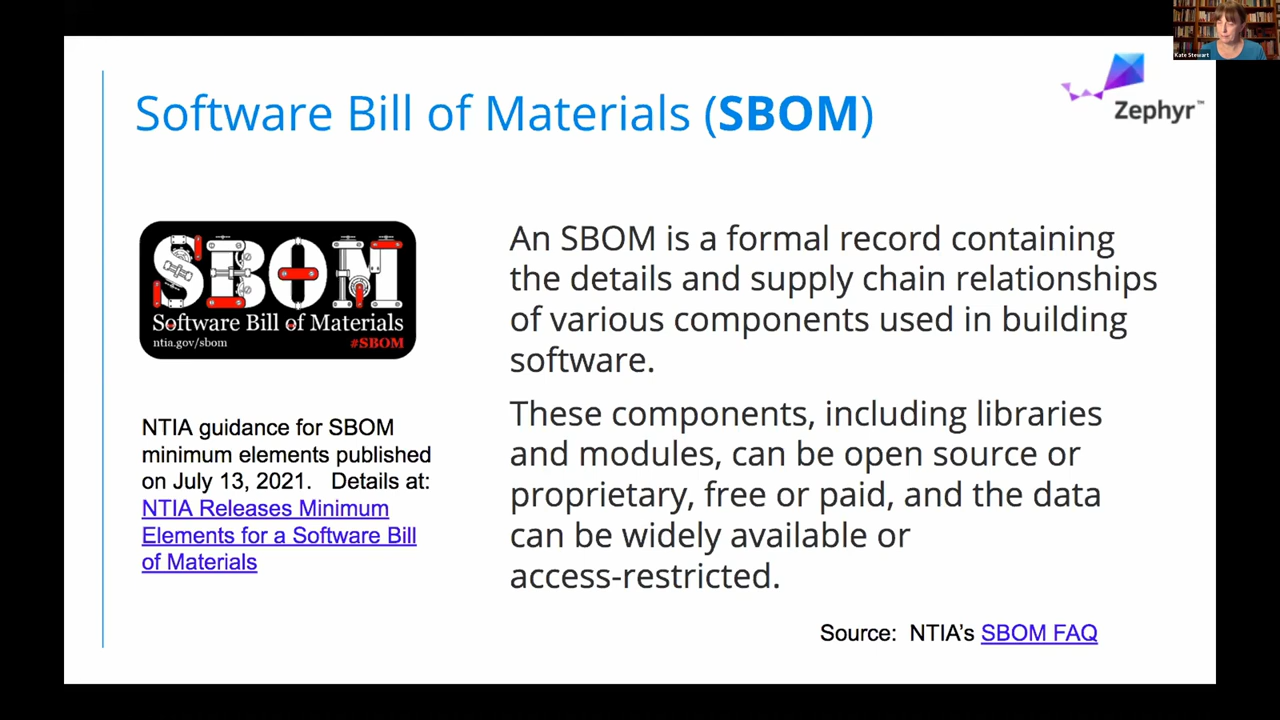 Kate Stewart
Software Bill of Materials (SBOM)
Zephyr™
SBOM
Software Bill of Materials
ntia.gov/sbom
#SBOM
NTIA guidance for SBOM
minimum elements published
on July 13, 2021. Details at:
NTIA Releases Minimum
Elements for a Software Bill
of Materials
An SBOM is a formal record containing
the details and supply chain relationships
of various components used in building
software.
These components, including libraries
and modules, can be open source or
proprietary, free or paid, and the data
can be widely available or
access-restricted.
Source: NTIA’s SBOM FAQ